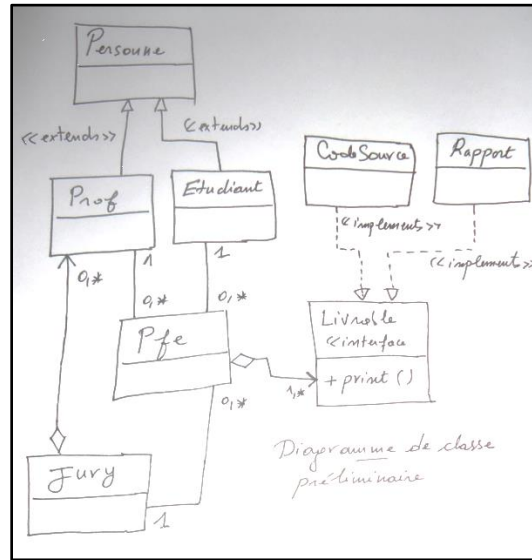 Personne
<<extends>>
<<extends>>
CodeSource
Rapport
Prof
Etudiant
<<implements>>
<<implements>>
1
1
0,*
0,*
0,*
Livrable
<<interface
+ print ()
Pfe
1,*
0,*
Diagramme de classe
préliminaire
Jury
1